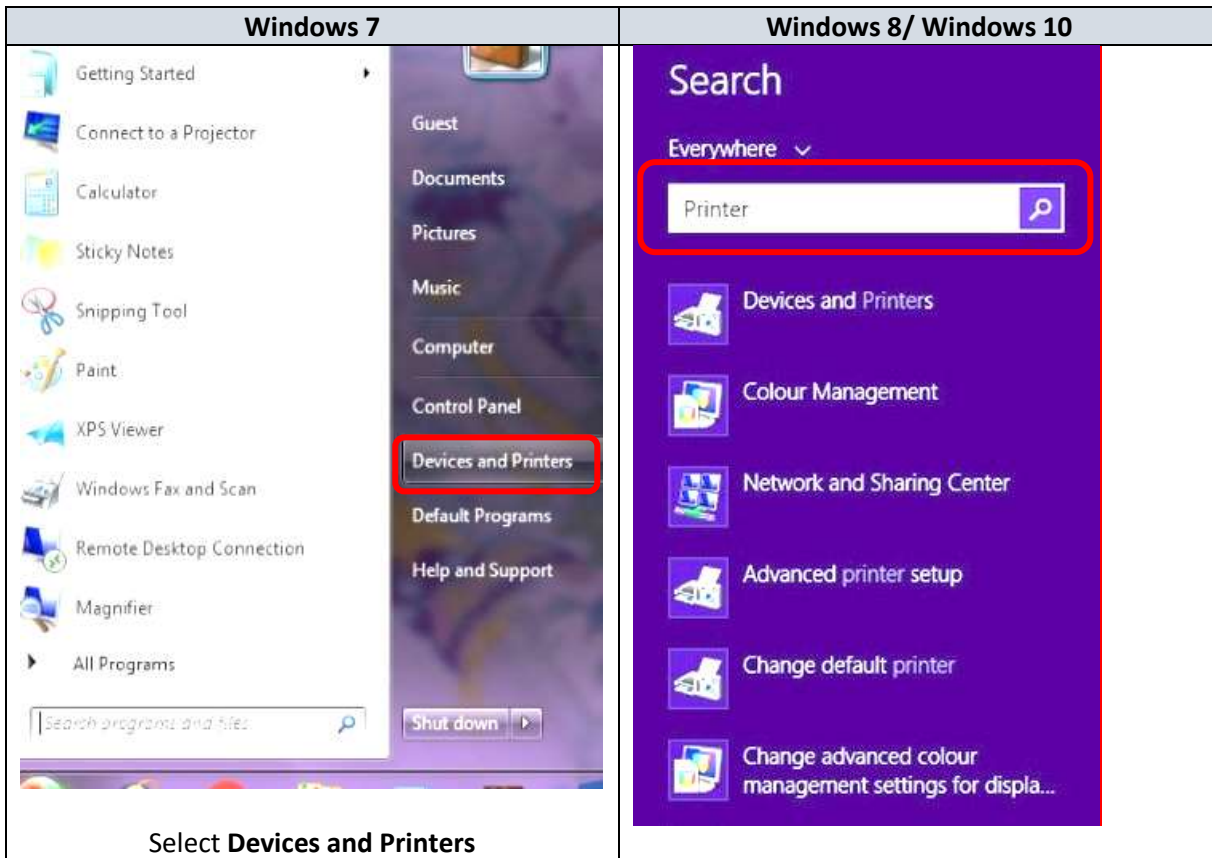 Windows 7
Getting Started
Connect to a Projector
Calculator
Sticky Notes
Snipping Tool
Paint
XPS Viewer
Windows Fax and Scan
Remote Desktop Connection
Magnifier
All Programs
Search programs and files
Guest
Documents
Pictures
Music
Computer
Control Panel
Devices and Printers
Default Programs
Help and Support
Shut down
Select Devices and Printers
Windows 8/ Windows 10
Search
Everywhere
Printer
Devices and Printers
Colour Management
Network and Sharing Center
Advanced printer setup
Change default printer
Change advanced colour
management settings for displa...